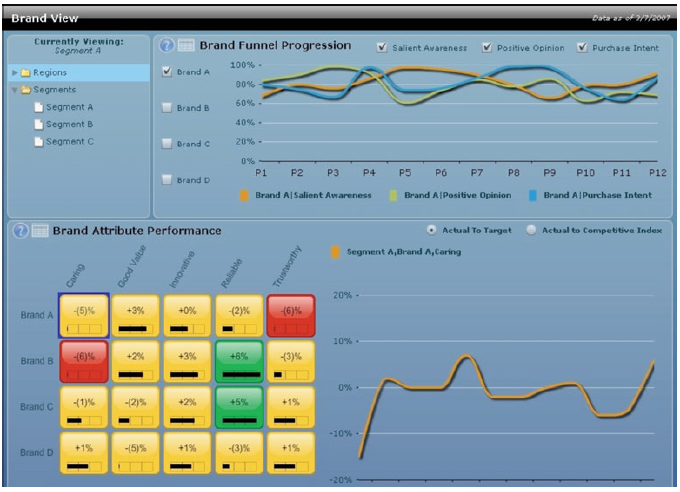 Brand View
Data as of 3/7/2007
Currently Viewing:
Segment A
Regions
Segments
Segment A
Segment B
Segment C
Brand Funnel Progression
Salient Awareness
Positive Opinion
Purchase Intent
Brand A
Brand B
Brand C
Brand D
100%
80%
60%
40%
20%
0%
P1 P2 P3 P4 P5 P6 P7 P8 P9 P10 P11 P12
Brand A|Salient Awareness
Brand A|Positive Opinion
Brand A|Purchase Intent
Brand Attribute Performance
Actual To Target
Actual to Competitive Index
Caring Good Value Innovative Reliable Trustworthy
Brand A -(5)% +3% +0% -(2)% -(6)%
Brand B -(6)% +2% +3% +6% -(3)%
Brand C -(1)% -(2)% +2% +5% +1%
Brand D +1% -(5)% +1% -(3)% +1%
Segment A,Brand A,Caring
20%
10%
0%
-10%
-20%